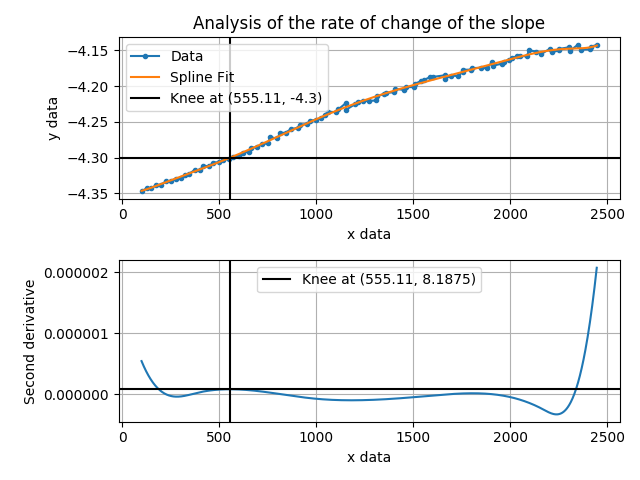 Analysis of the rate of change of the slope
Data
Spline Fit
Knee at (555.11, -4.3)
−4.15
−4.20
−4.25
−4.30
−4.35
y data
0 500 1000 1500 2000 2500
x data
Knee at (555.11, 8.1875)
0.000002
0.000001
0.000000
Second derivative
0 500 1000 1500 2000 2500
x data